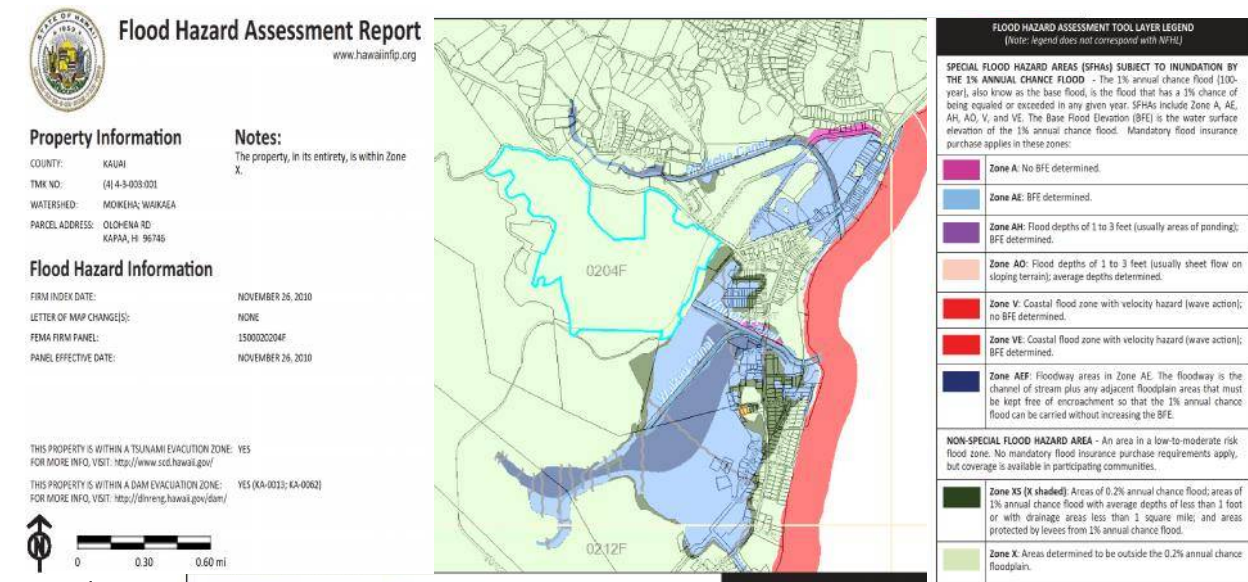 STATE OF HAWAII
1959
Flood Hazard Assessment Report
www.hawaiinfip.org
Property Information
COUNTY: KAUAI
TMK NO: (4) 4-3-003:001
WATERSHED: MOIKEHA; WAIKAEA
PARCEL ADDRESS: OLOHENA RD
KAPAA, HI 96746
Notes:
The property, in its entirety, is within Zone
X.
Flood Hazard Information
FIRM INDEX DATE: NOVEMBER 26, 2010
LETTER OF MAP CHANGE(S): NONE
FEMA FIRM PANEL: 1500020204F
PANEL EFFECTIVE DATE: NOVEMBER 26, 2010
THIS PROPERTY IS WITHIN A TSUNAMI EVACUTION ZONE: YES
FOR MORE INFO, VISIT: http://www.scd.hawaii.gov/
THIS PROPERTY IS WITHIN A DAM EVACUATION ZONE: YES (KA-0013; KA-0062)
FOR MORE INFO, VISIT: http://dlnreng.hawaii.gov/dam/
N
0 0.30 0.60 mi
Canal
0204F
Canal
0212F
FLOOD HAZARD ASSESSMENT TOOL LAYER LEGEND
(Note: legend does not correspond with NFHL)
SPECIAL FLOOD HAZARD AREAS (SFHAs) SUBJECT TO INUNDATION BY
THE 1% ANNUAL CHANCE FLOOD - The 1% annual chance flood (100-
year), also know as the base flood, is the flood that has a 1% chance of
being equaled or exceeded in any given year. SFHAs include Zone A, AE,
AH, AO, V, and VE. The Base Flood Elevation (BFE) is the water surface
elevation of the 1% annual chance flood. Mandatory flood insurance
purchase applies in these zones:
Zone A: No BFE determined.
Zone AE: BFE determined.
Zone AH: Flood depths of 1 to 3 feet (usually areas of ponding);
BFE determined.
Zone AO: Flood depths of 1 to 3 feet (usually sheet flow on
sloping terrain); average depths determined.
Zone V: Coastal flood zone with velocity hazard (wave action);
no BFE determined.
Zone VE: Coastal flood zone with velocity hazard (wave action);
BFE determined.
Zone AEF: Floodway areas in Zone AE. The floodway is the
channel of stream plus any adjacent floodplain areas that must
be kept free of encroachment so that the 1% annual chance
flood can be carried without increasing the BFE.
NON-SPECIAL FLOOD HAZARD AREA - An area in a low-to-moderate risk
flood zone. No mandatory flood insurance purchase requirements apply,
but coverage is available in participating communities.
Zone XS (X shaded): Areas of 0.2% annual chance flood; areas of
1% annual chance flood with average depths of less than 1 foot
or with drainage areas less than 1 square mile; and areas
protected by levees from 1% annual chance flood.
Zone X: Areas determined to be outside the 0.2% annual chance
floodplain.